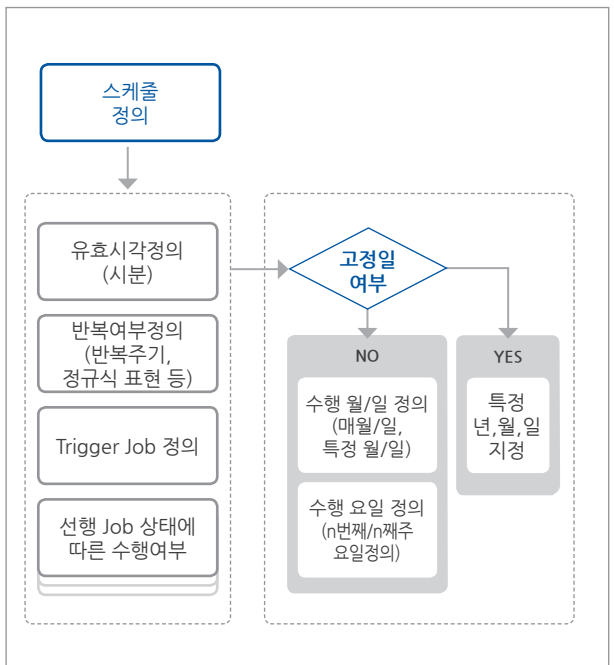 스케줄
정의
유효시각정의
(시분)
반복여부정의
(반복주기,
정규식 표현 등)
Trigger Job 정의
선행 Job 상태에
따른 수행여부
고정일
여부
NO
수행 월/일 정의
(매월/일,
특정 월/일)
수행 요일 정의
(n번째/n째주
요일정의)
YES
특정
년,월,일
지정